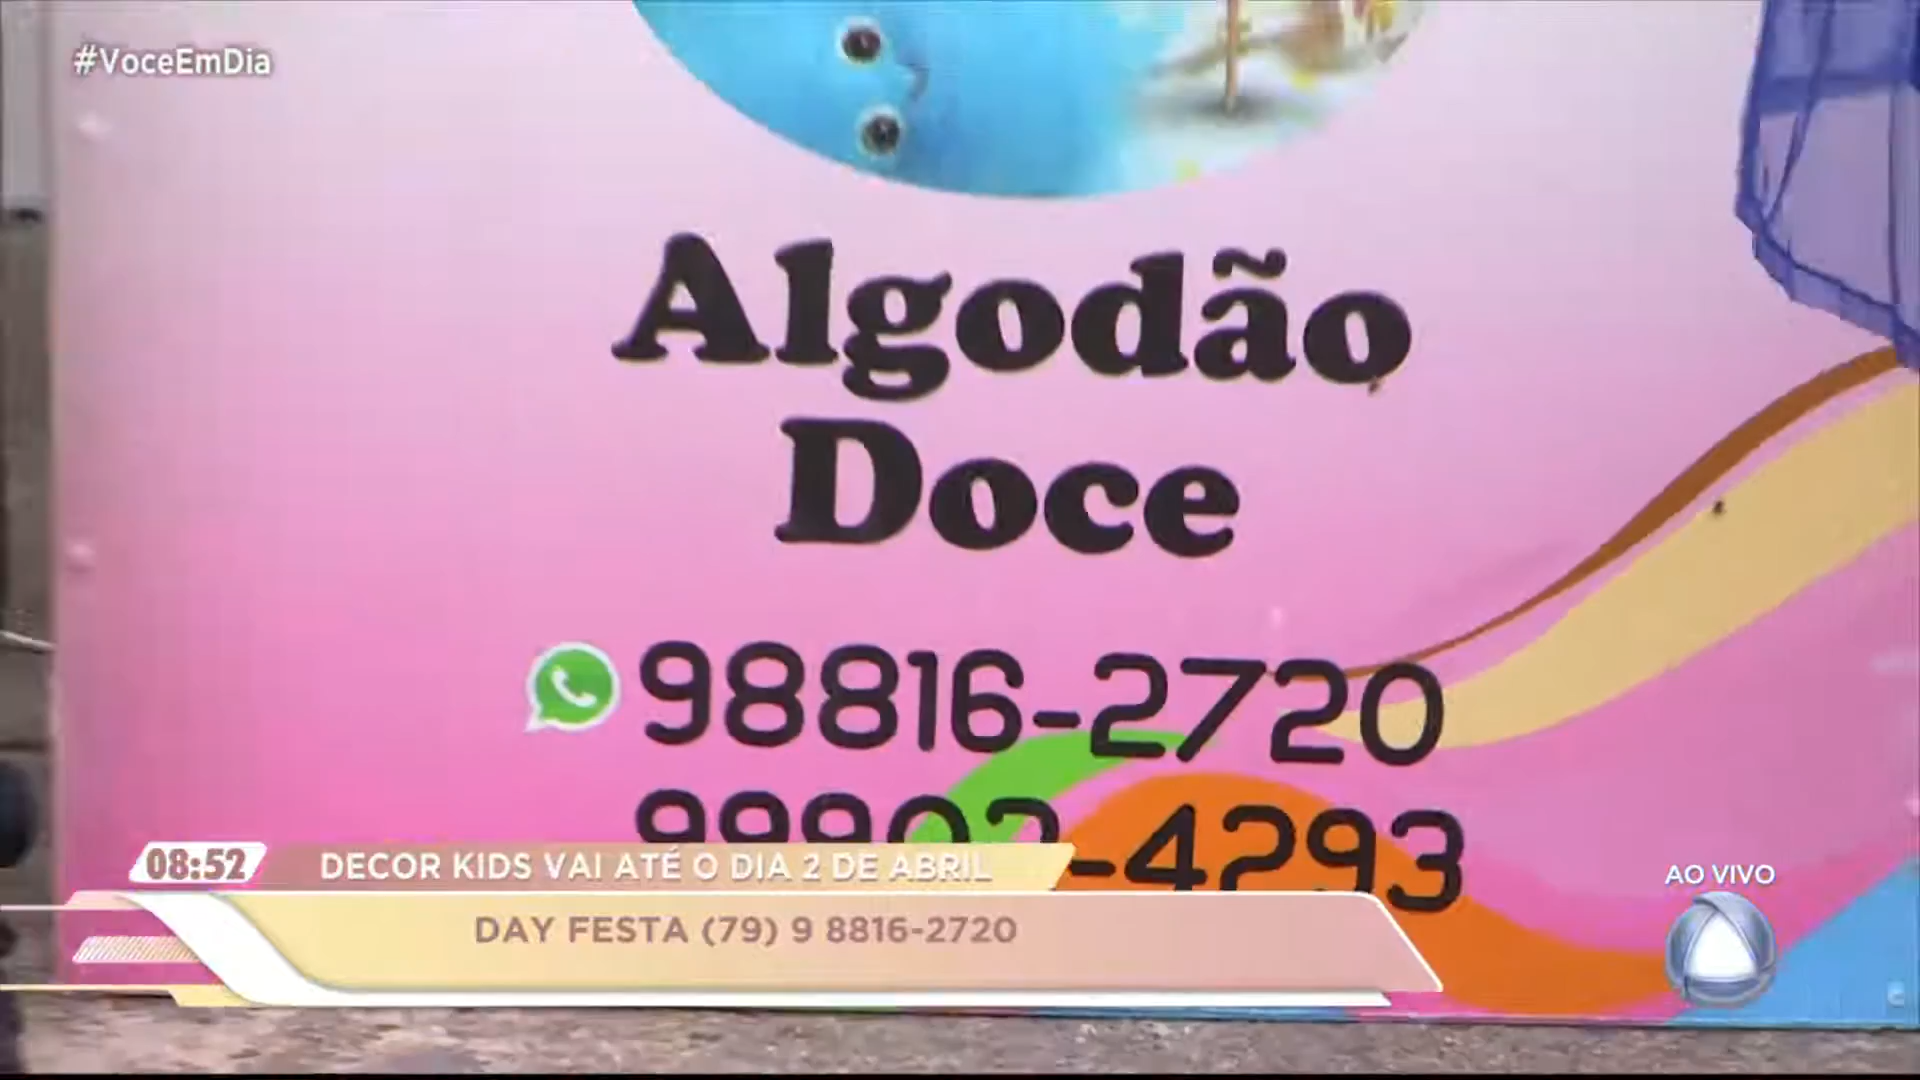 #VoceEmDia
Algodão
Doce
98816-2720
-4293
08:52
DECOR KIDS VAI ATÉ O DIA 2 DE ABRIL
DAY FESTA (79) 9 8816-2720
AO VIVO